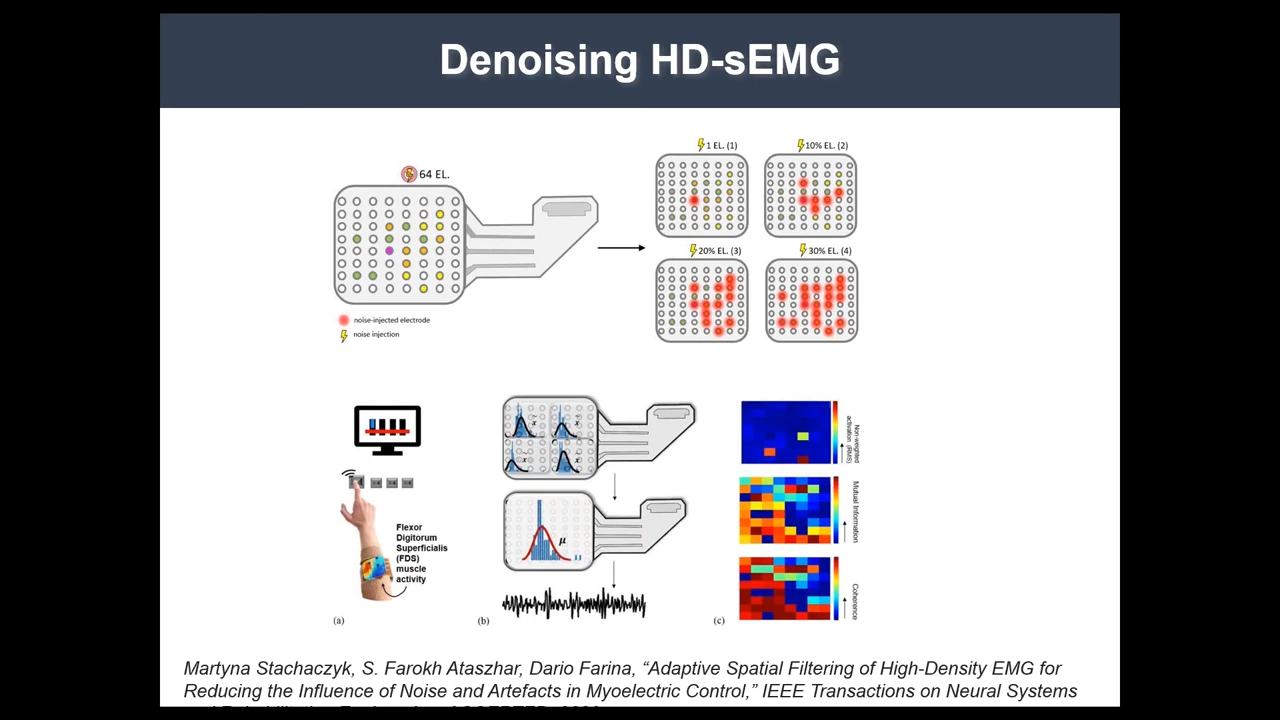 Denoising HD-sEMG
64 EL.
1 EL. (1)
10% EL. (2)
20% EL. (3)
30% EL. (4)
noise-injected electrode
noise injection
Flexor
Digitorum
Superficialis
(FDS)
muscle
activity
(a)
x
x
x
x
μ
(b)
Non-weighted
activation (RMS)
Mutual Information
Coherence
(c)
Martyna Stachaczyk, S. Farokh Ataszhar, Dario Farina, “Adaptive Spatial Filtering of High-Density EMG for
Reducing the Influence of Noise and Artefacts in Myoelectric Control,” IEEE Transactions on Neural Systems